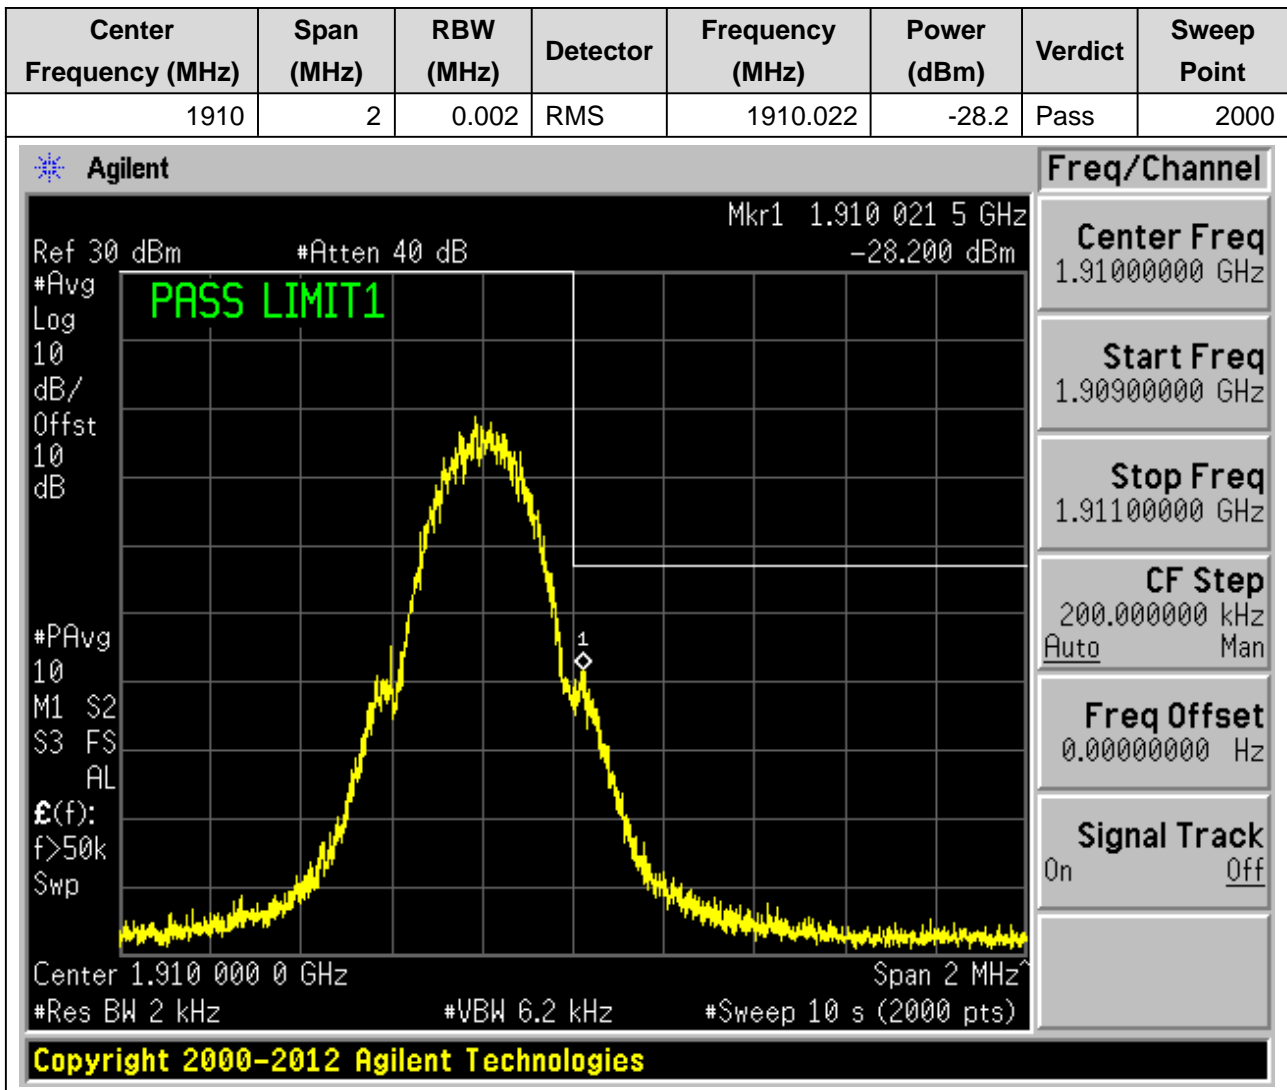 Center Frequency (MHz) Span (MHz) RBW (MHz) Detector Frequency (MHz) Power (dBm) Verdict Sweep Point
1910 2 0.002 RMS 1910.022 -28.2 Pass 2000
Agilent
Freq/Channel
Mkr1 1.910 021 5 GHz
Ref 30 dBm #Atten 40 dB -28.200 dBm
#Avg
Log
10
dB/
Offst
10
dB
PASS LIMIT1
1
#PAvg
10
M1 S2
S3 FS
AL
£(f):
f>50k
Swp
Center 1.910 000 0 GHz Span 2 MHz^
#Res BW 2 kHz #VBW 6.2 kHz #Sweep 10 s (2000 pts)
Center Freq
1.91000000 GHz
Start Freq
1.90900000 GHz
Stop Freq
1.91100000 GHz
CF Step
200.000000 kHz
Auto Man
Freq Offset
0.00000000 Hz
Signal Track
On Off
Copyright 2000-2012 Agilent Technologies